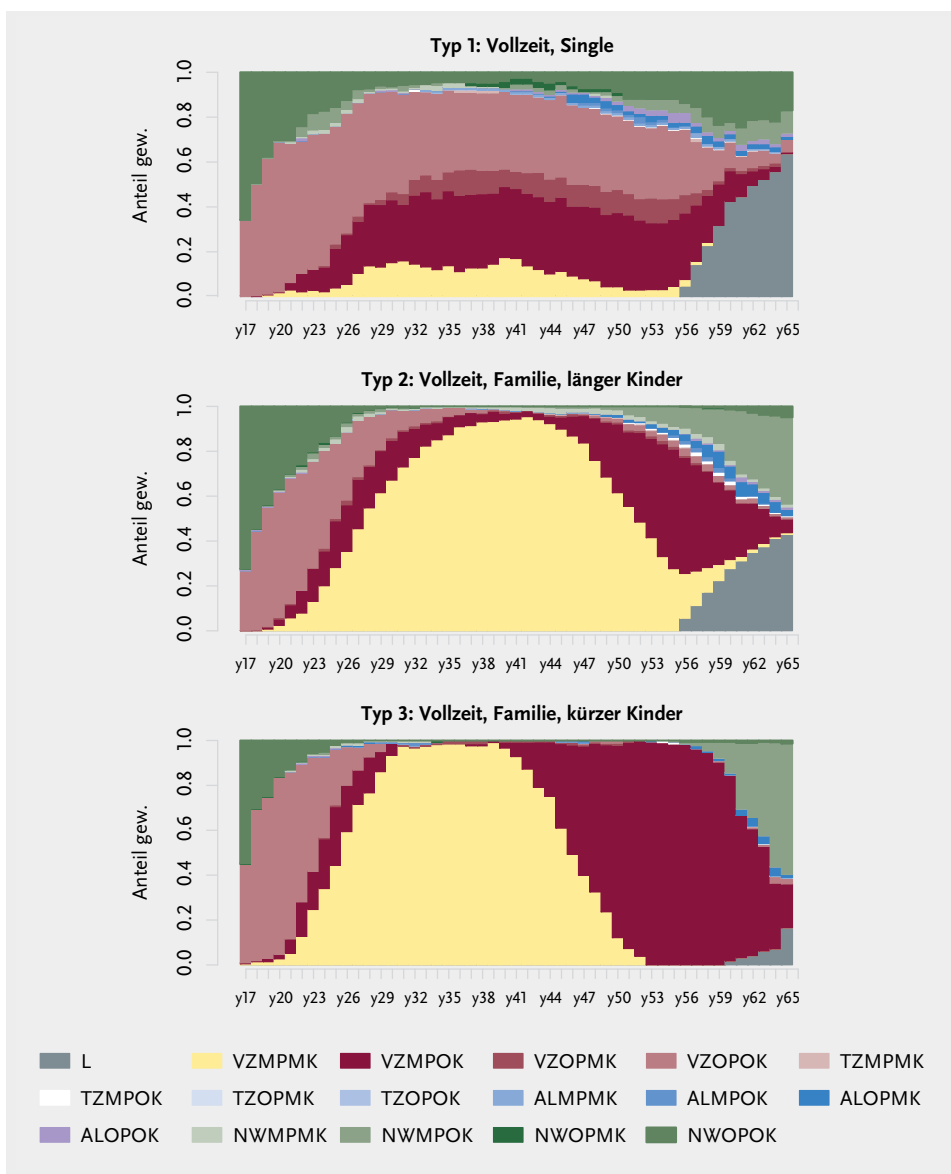 Typ 1: Vollzeit, Single
Anteil gew.
1.0
0.8
0.6
0.4
0.2
0.0
y17 y20 y23 y26 y29 y32 y35 y38 y41 y44 y47 y50 y53 y56 y59 y62 y65
Typ 2: Vollzeit, Familie, länger Kinder
Anteil gew.
1.0
0.8
0.6
0.4
0.2
0.0
y17 y20 y23 y26 y29 y32 y35 y38 y41 y44 y47 y50 y53 y56 y59 y62 y65
Typ 3: Vollzeit, Familie, kürzer Kinder
Anteil gew.
1.0
0.8
0.6
0.4
0.2
0.0
y17 y20 y23 y26 y29 y32 y35 y38 y41 y44 y47 y50 y53 y56 y59 y62 y65
L VZMPMK VZMPOK VZOPMK VZOPOK TZMPMK
TZMPOK TZOPMK TZOPOK ALMPMK ALMPOK ALOPMK
ALOPOK NWMPMK NWMPOK NWOPMK NWOPOK